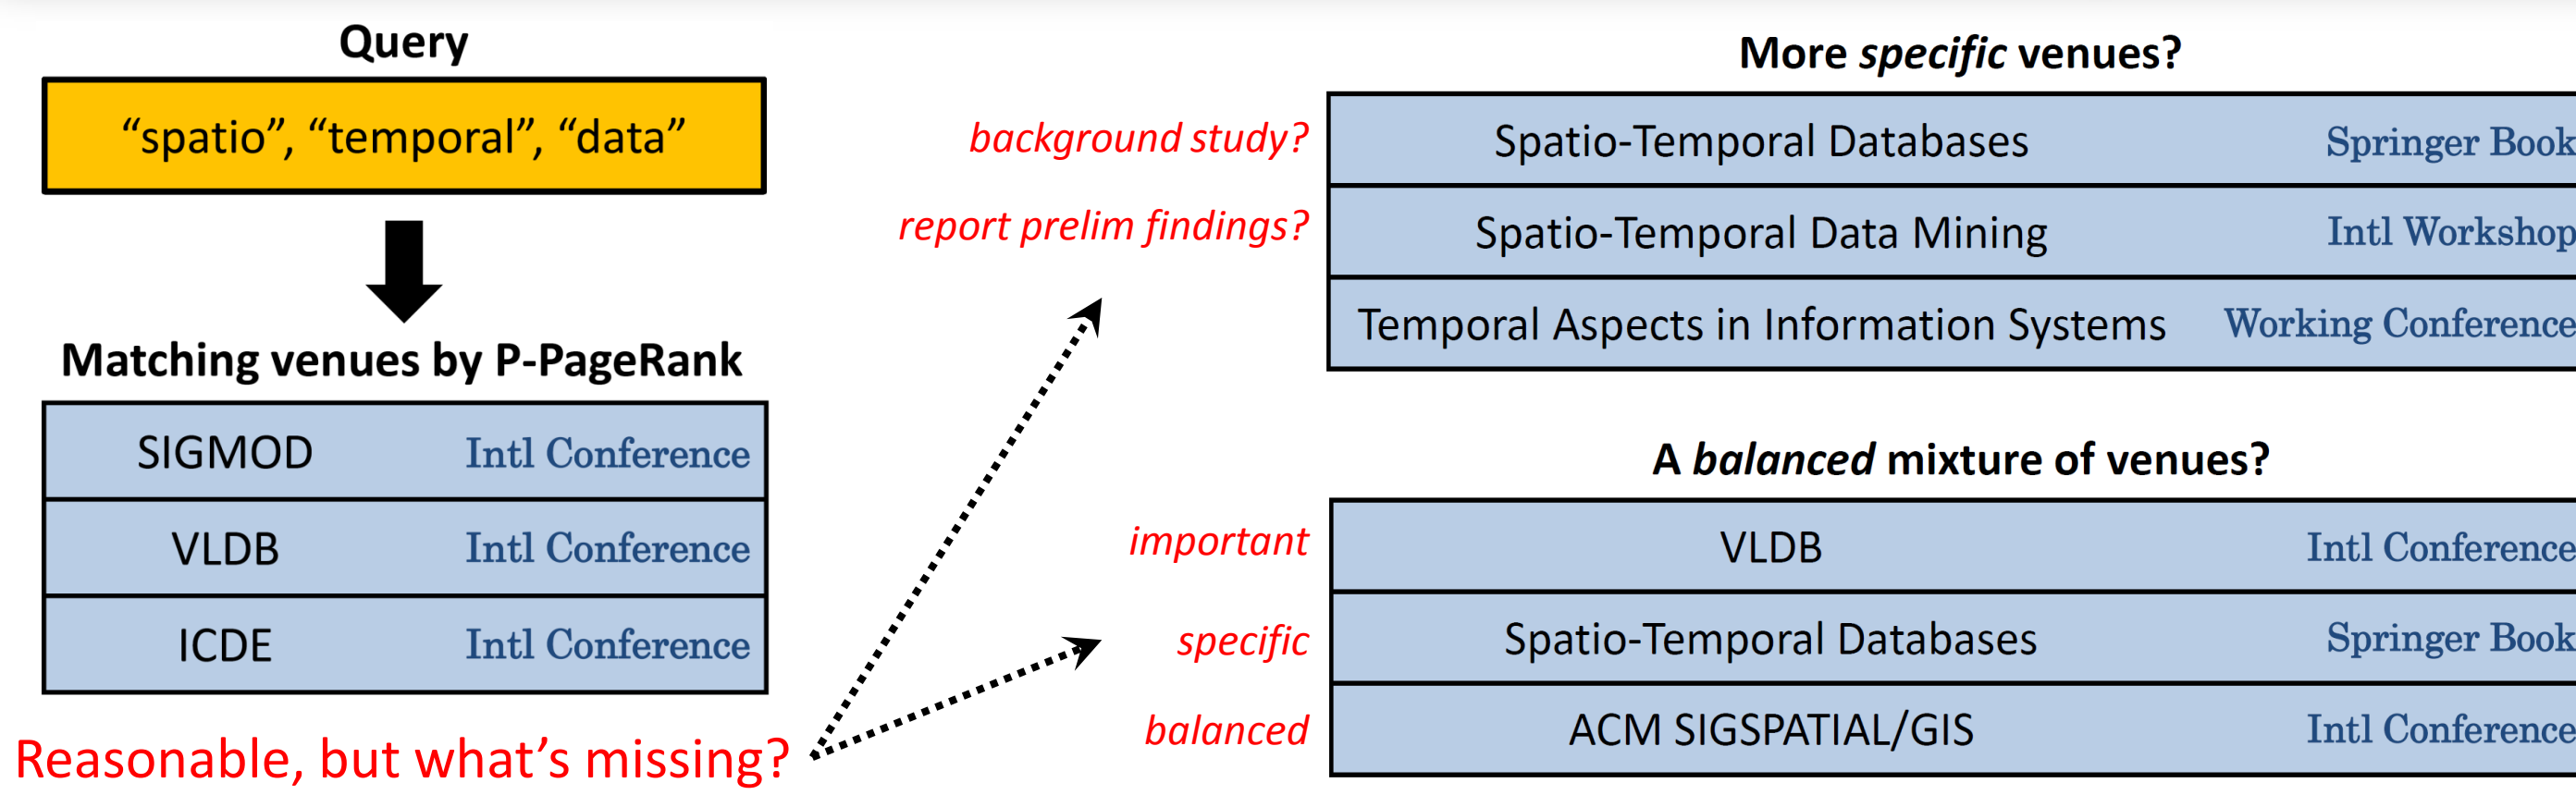 Query
“spatio”, “temporal”, “data”
Matching venues by P-PageRank
SIGMOD Intl Conference
VLDB Intl Conference
ICDE Intl Conference
Reasonable, but what’s missing?
More specific venues?
background study? Spatio-Temporal Databases Springer Book
report prelim findings? Spatio-Temporal Data Mining Intl Workshop
Temporal Aspects in Information Systems Working Conference
A balanced mixture of venues?
important VLDB Intl Conference
specific Spatio-Temporal Databases Springer Book
balanced ACM SIGSPATIAL/GIS Intl Conference